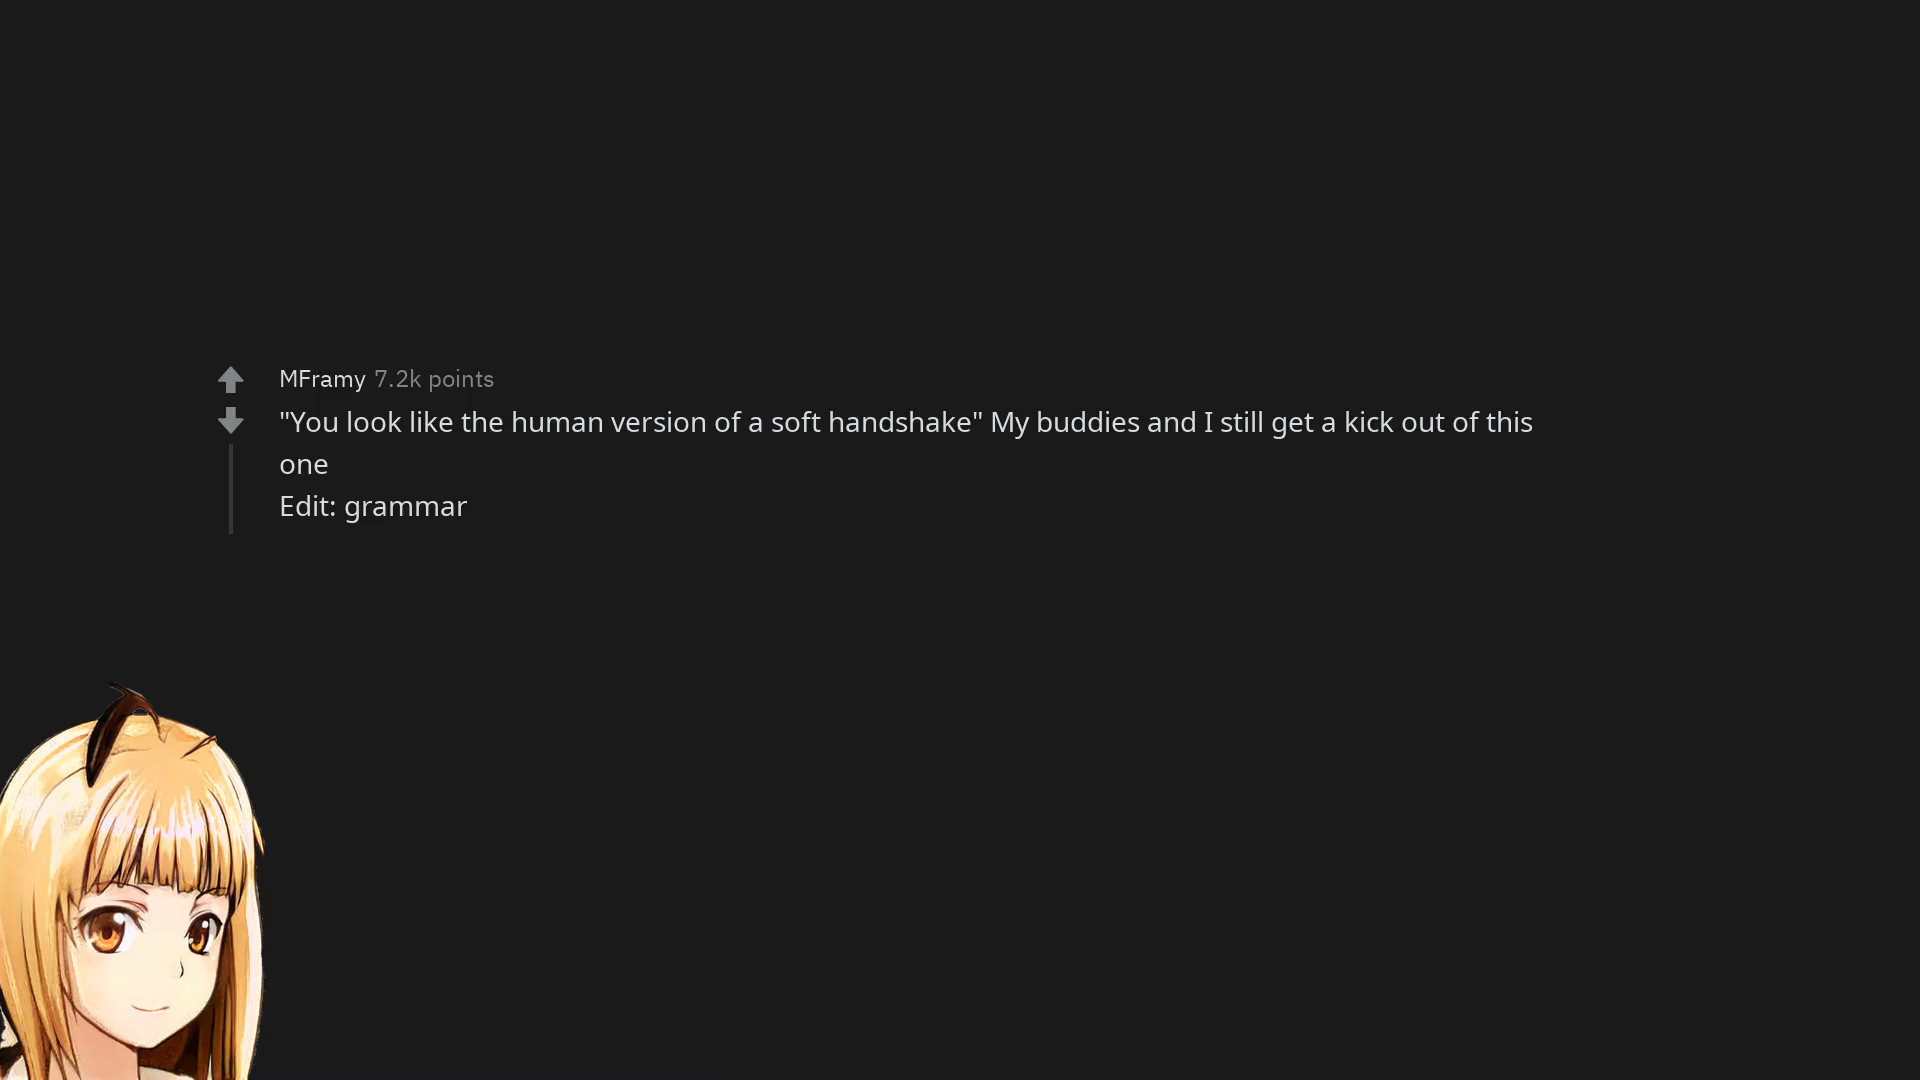 MFramy 7.2k points
"You look like the human version of a soft handshake" My buddies and I still get a kick out of this
one
Edit: grammar